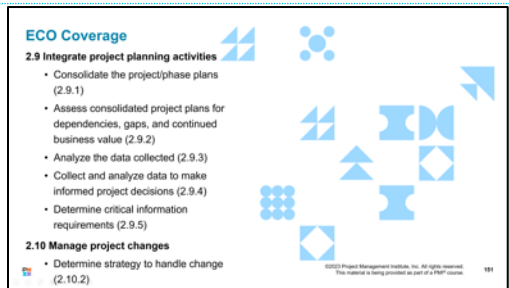 ECO Coverage
2.9 Integrate project planning activities
• Consolidate the project/phase plans
(2.9.1)
• Assess consolidated project plans for
dependencies, gaps, and continued
business value (2.9.2)
• Analyze the data collected (2.9.3)
• Collect and analyze data to make
informed project decisions (2.9.4)
• Determine critical information
requirements (2.9.5)
2.10 Manage project changes
• Determine strategy to handle change
(2.10.2)
©2023 Project Management Institute, Inc. All rights reserved.
This material is being provided as part of a PMP® course.
151